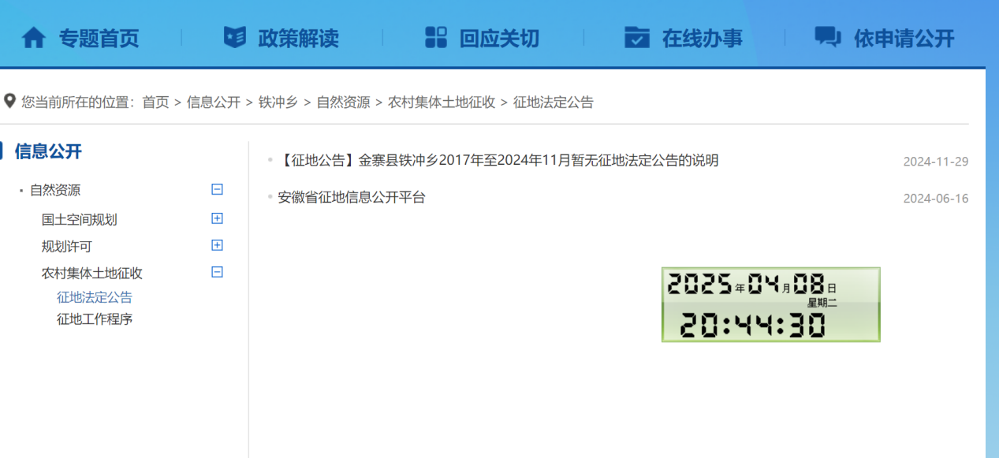 专题首页 政策解读 回应关切 在线办事 依申请公开
您当前所在的位置：首页 > 信息公开 > 铁冲乡 > 自然资源 > 农村集体土地征收 > 征地法定公告
信息公开
自然资源
国土空间规划
规划许可
农村集体土地征收
征地法定公告
征地工作程序
【征地公告】金寨县铁冲乡2017年至2024年11月暂无征地法定公告的说明 2024-11-29
安徽省征地信息公开平台 2024-06-16
2025年04月08日
星期二
20:44:30